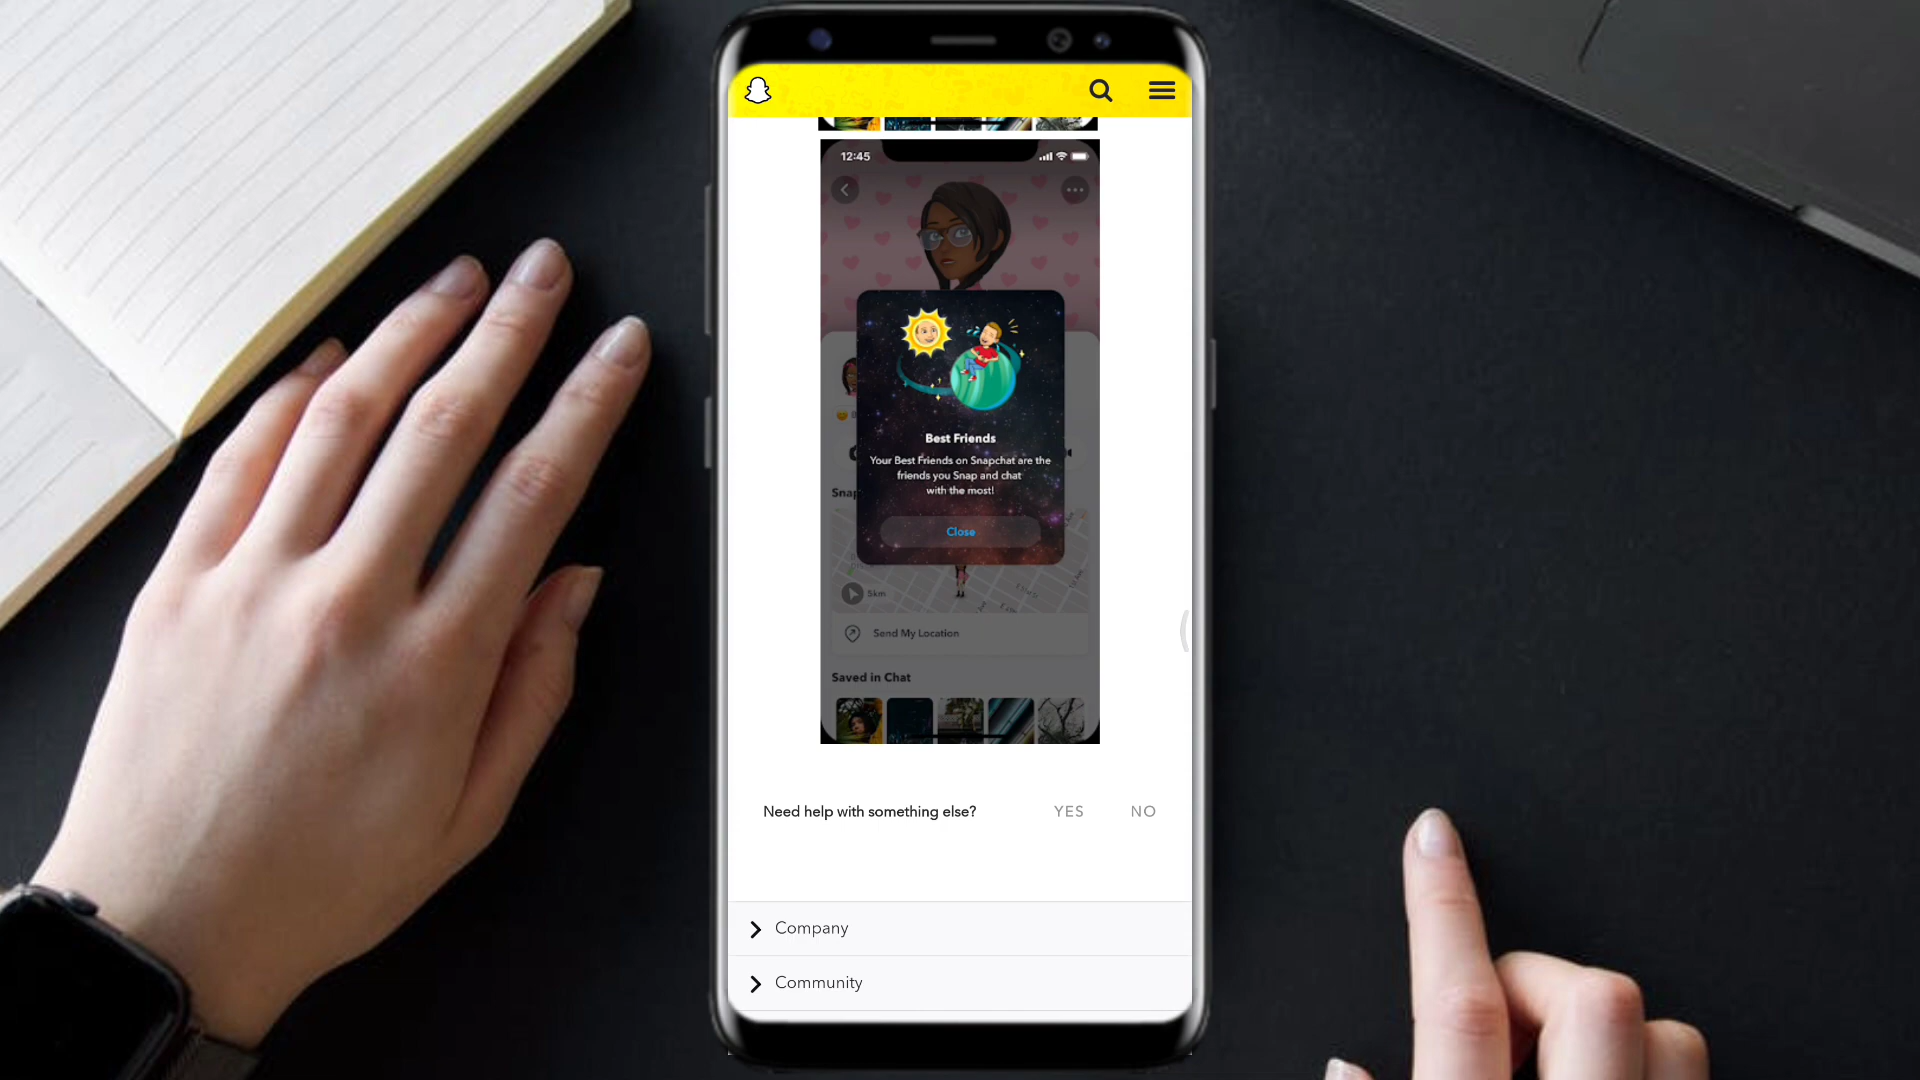 12:45
Best Friends
Your Best Friends on Snapchat are the
friends you Snap and chat
with the most!
Snap
Close
5km
Send My Location
Saved in Chat
Need help with something else?
YES
NO
Company
Community